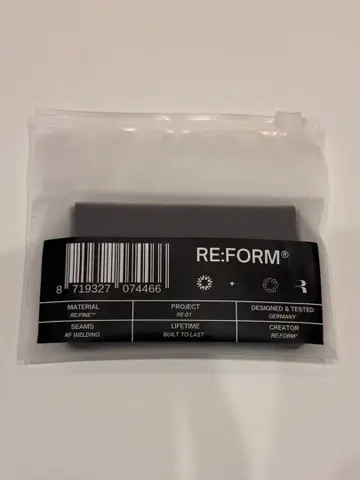 RE:FORM®
8 719327 074466
MATERIAL
RE:FINE™
PROJECT
RE:01
DESIGNED & TESTED
GERMANY
SEAMS
RF WELDING
LIFETIME
BUILT TO LAST
CREATOR
RE:FORM®